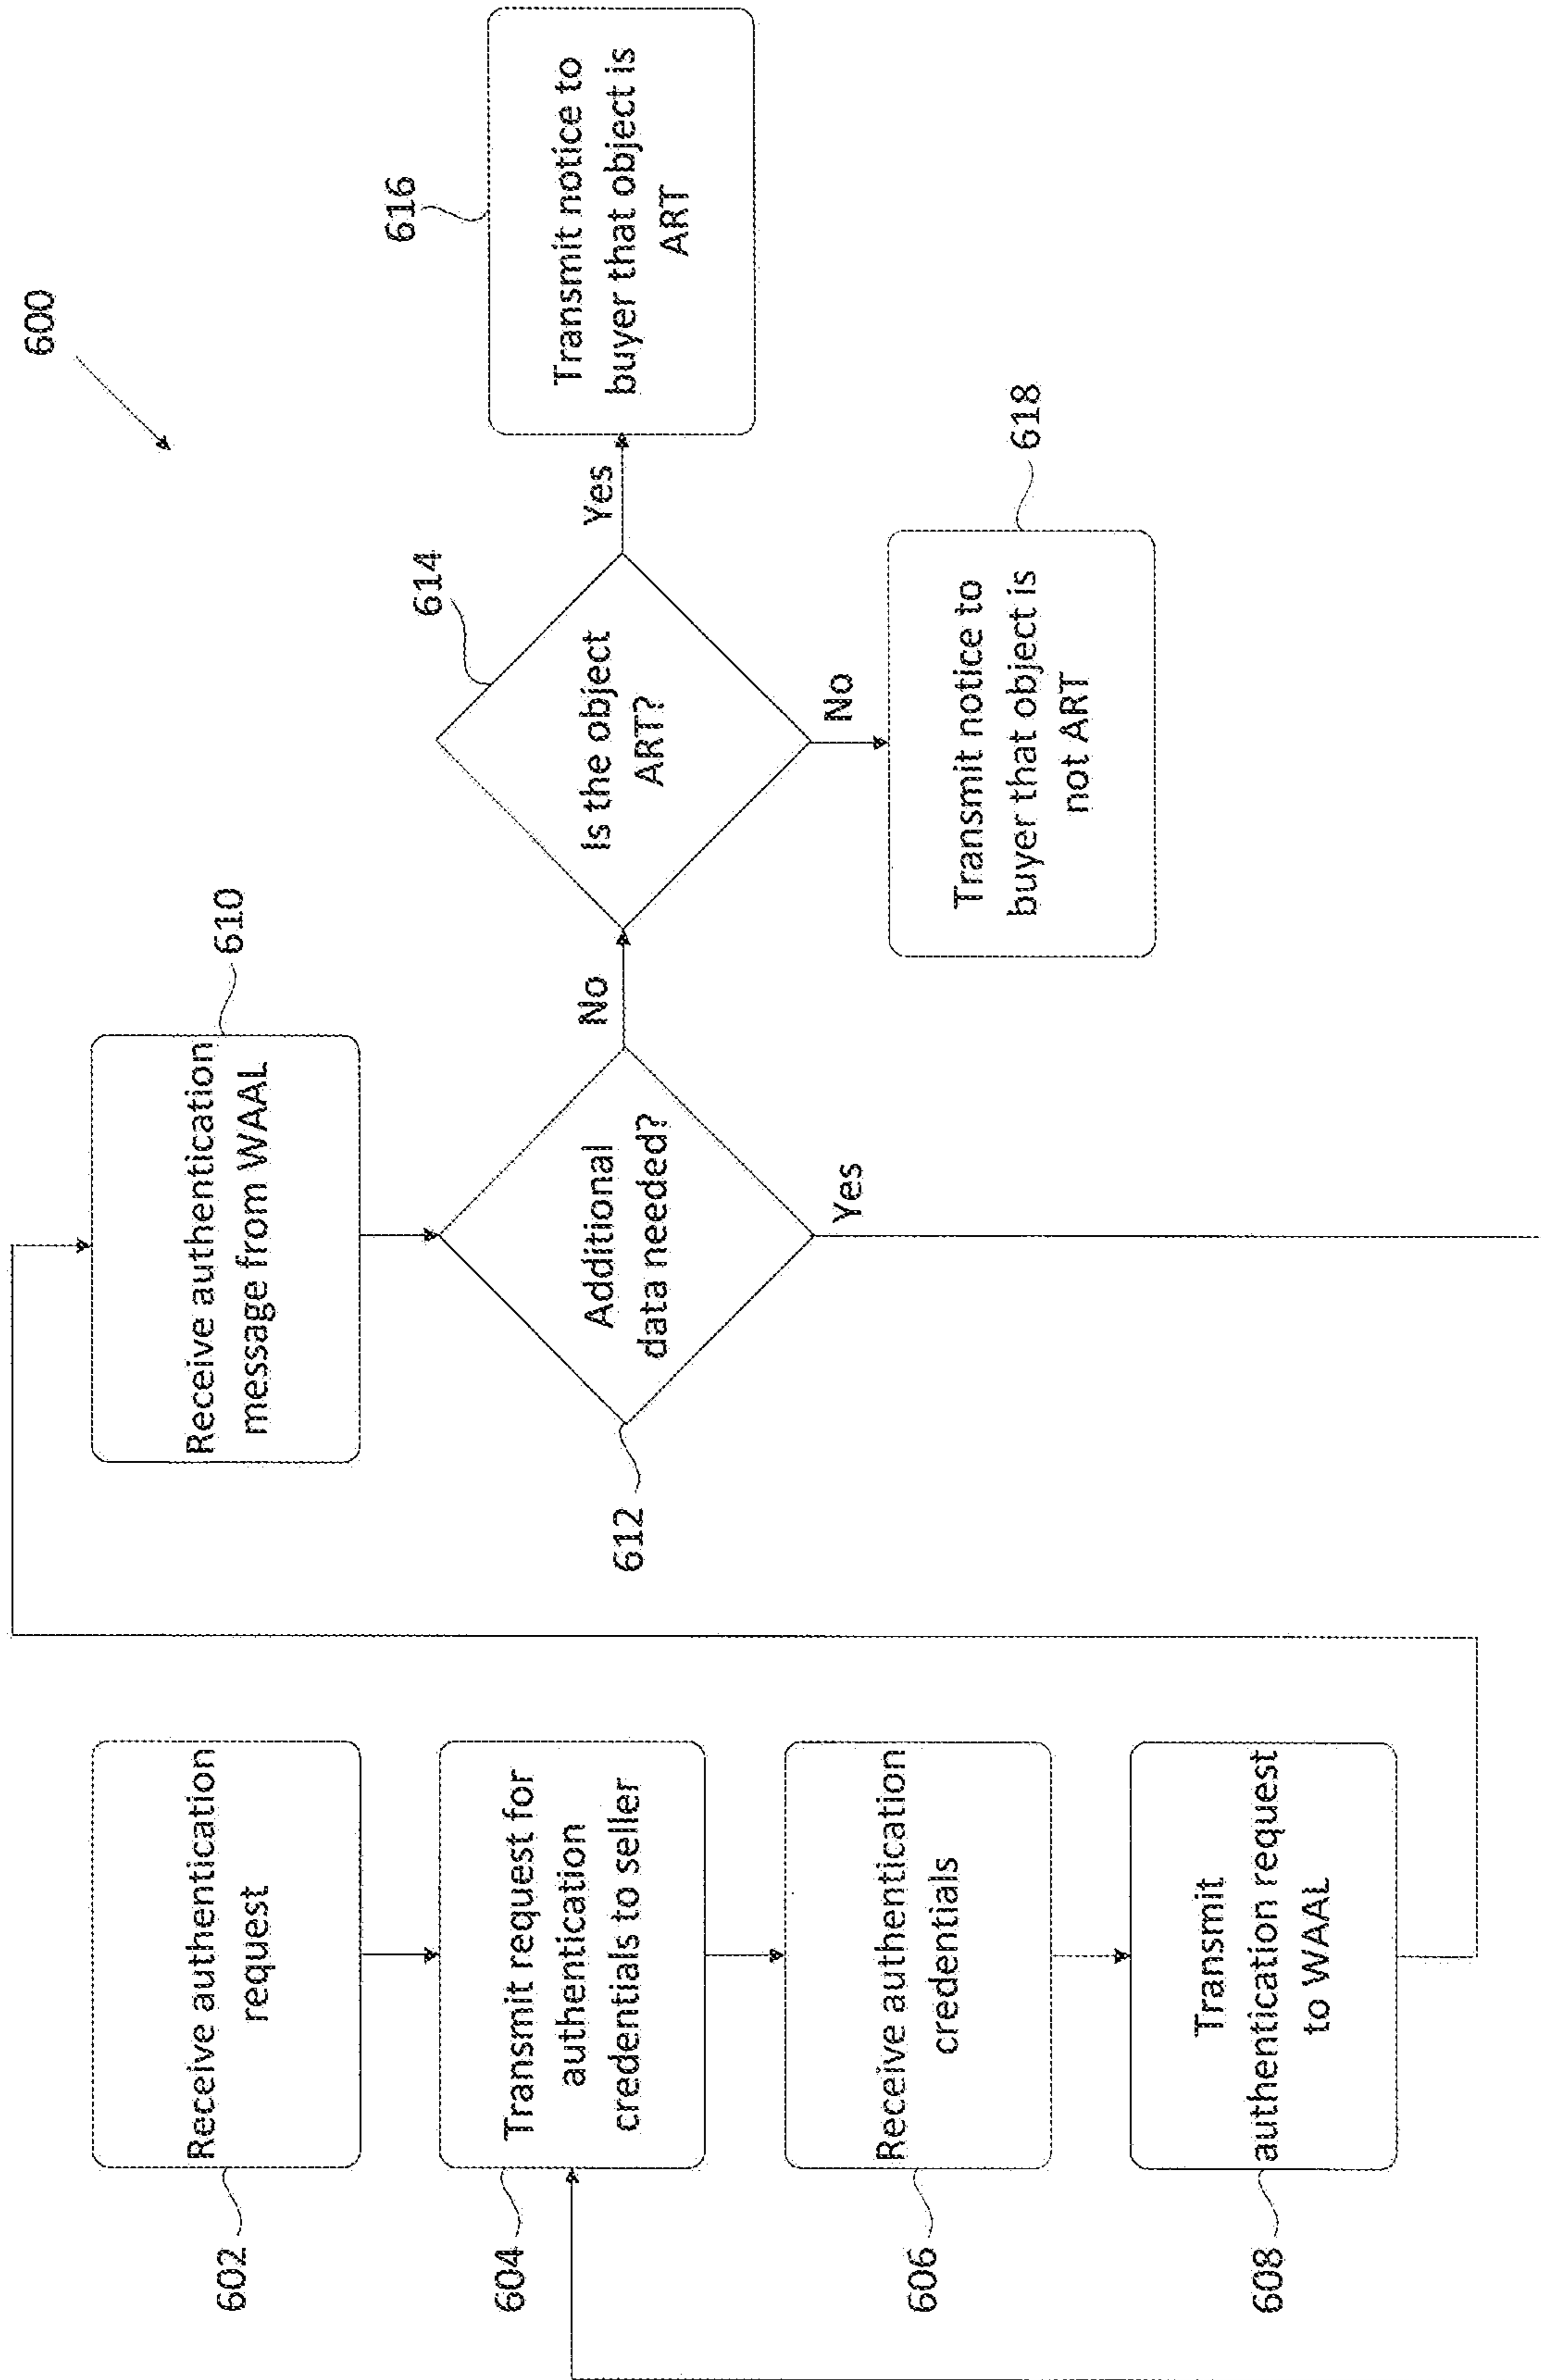 600
602
Receive authentication
request
604
Transmit request for
authentication
credentials to seller
606
Receive authentication
credentials
608
Transmit
authentication request
to WAAL
610
Receive authentication
message from WAAL
612
Additional
data needed?
No
Yes
614
Is the object
ART?
Yes
No
616
Transmit notice to
buyer that object is
ART
618
Transmit notice to
buyer that object is
not ART